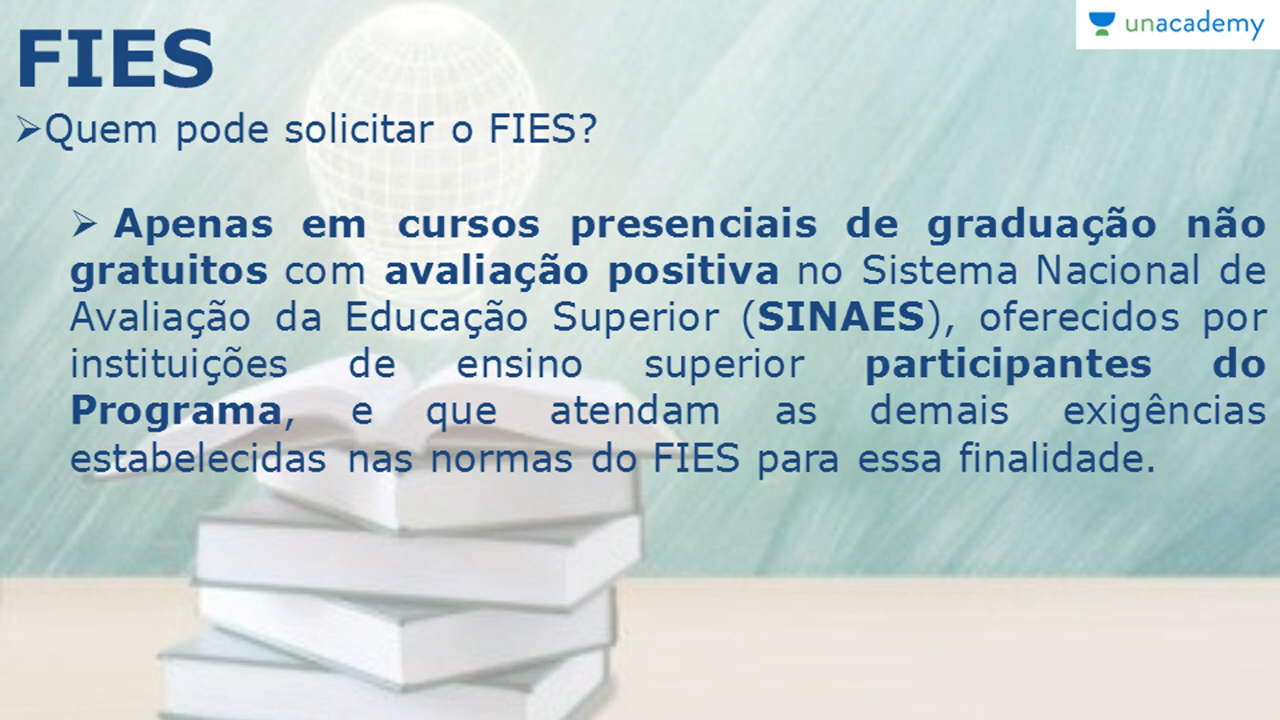 unacademy
FIES
➢Quem pode solicitar o FIES?
➢ Apenas em cursos presenciais de graduação não
gratuitos com avaliação positiva no Sistema Nacional de
Avaliação da Educação Superior (SINAES), oferecidos por
instituições de ensino superior participantes do
Programa, e que atendam as demais exigências
estabelecidas nas normas do FIES para essa finalidade.